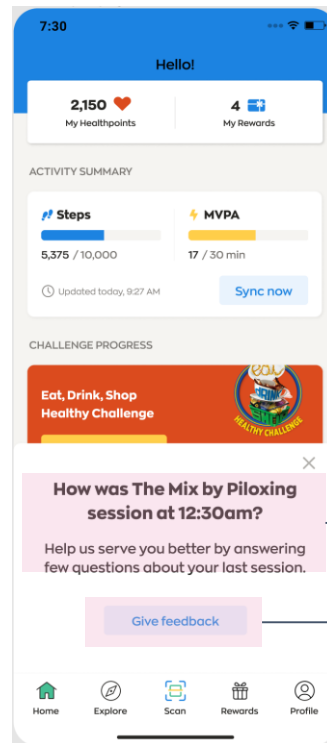 7:30
Hello!
2,150
4
My Healthpoints
My Rewards
ACTIVITY SUMMARY
Steps
MVPA
5,375 / 10,000
17 / 30 min
Updated today, 9:27 AM
Sync now
CHALLENGE PROGRESS
Eat, Drink, Shop
Healthy Challenge
eat
DRINK
HEALTHY CHALLENGE
How was The Mix by Piloxing
session at 12:30am?
Help us serve you better by answering
few questions about your last session.
Give feedback
Home
Explore
Scan
Rewards
Profile